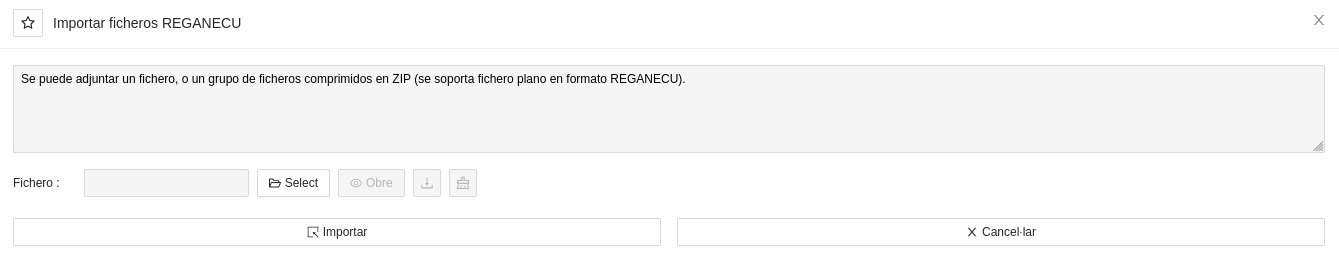 Importar ficheros REGANECU
Se puede adjuntar un fichero, o un grupo de ficheros comprimidos en ZIP (se soporta fichero plano en formato REGANECU).
Fichero : Select Obre
Importar Cancel·lar